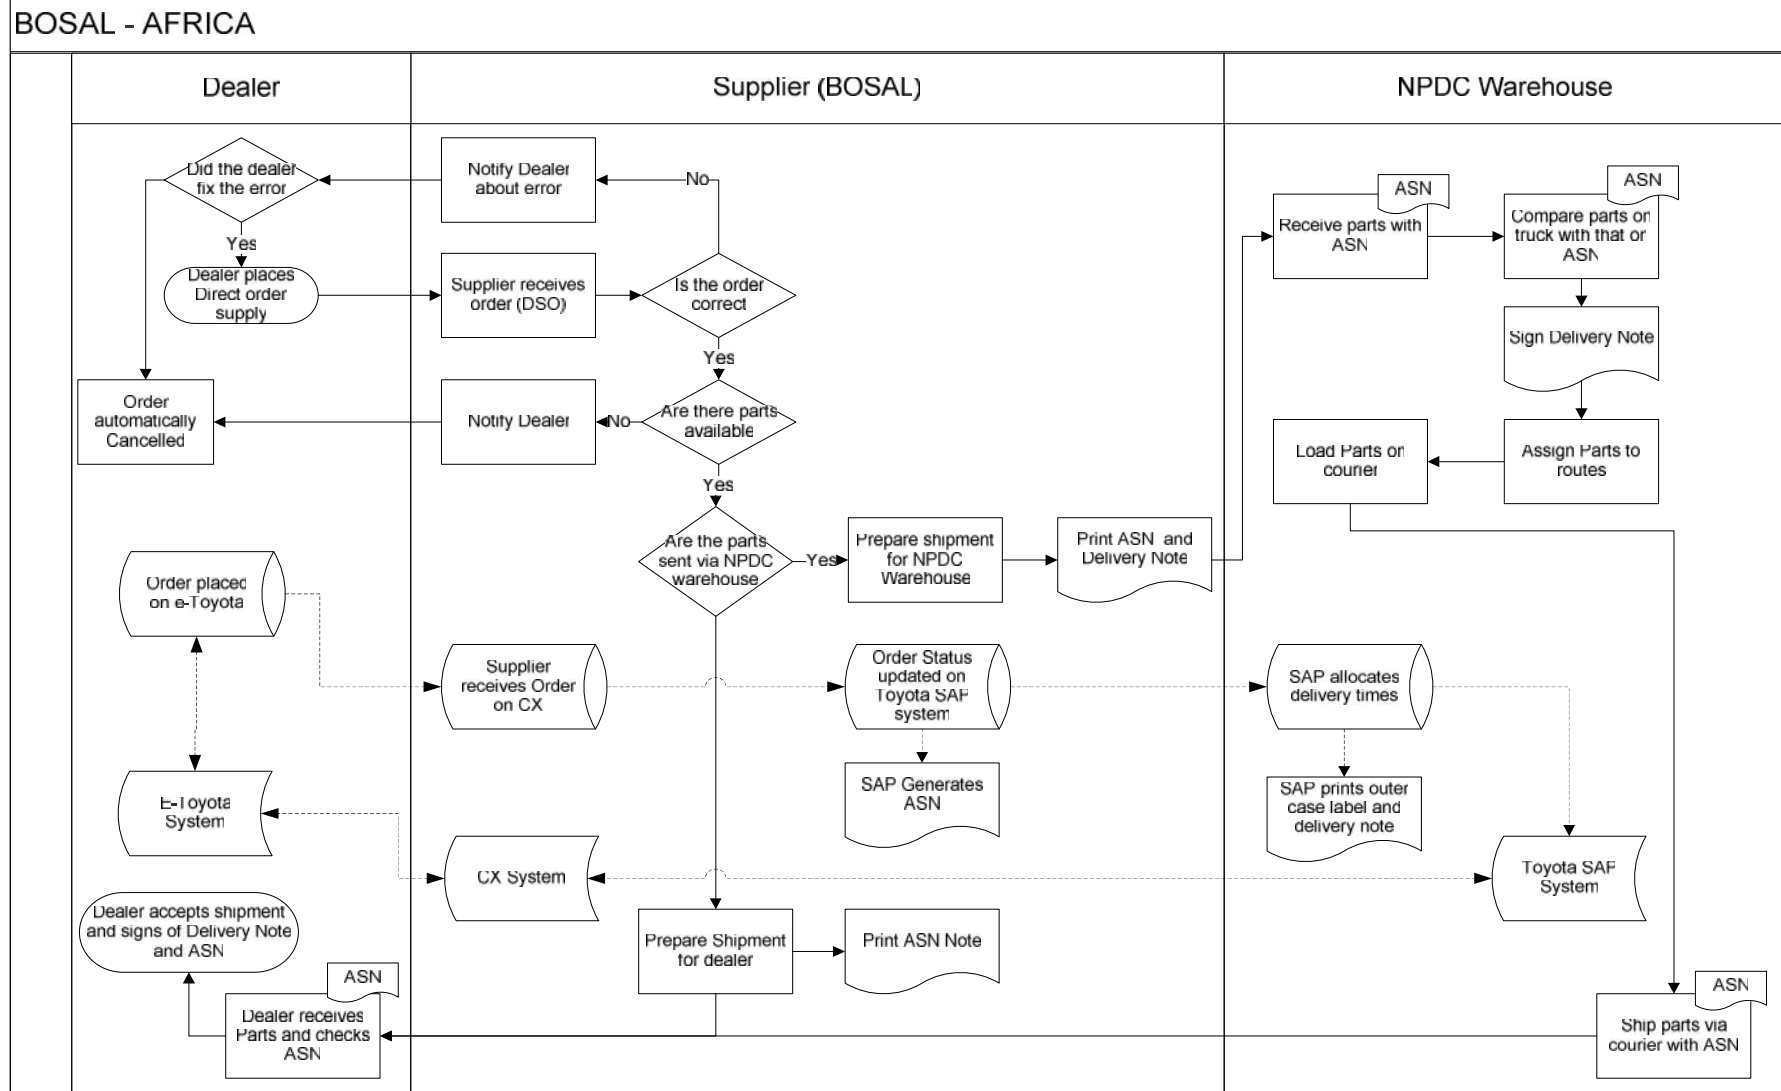 BOSAL - AFRICA
Dealer
Supplier (BOSAL)
NPDC Warehouse
Did the dealer
fix the error
Yes
Dealer places
Direct order
supply
Order
automatically
Cancelled
Order placed
on e-Toyota
E-Toyota
System
Dealer accepts shipment
and signs of Delivery Note
and ASN
ASN
Dealer receives
Parts and checks
ASN
Notify Dealer
about error
No
Supplier receives
order (DSO)
Is the order
correct
Yes
Notify Dealer
No
Are there parts
available
Yes
Are the parts
sent via NPDC
warehouse
Yes
Prepare shipment
for NPDC
Warehouse
Print ASN and
Delivery Note
Supplier
receives Order
on CX
Order Status
updated on
Toyota SAP
system
SAP Generates
ASN
CX System
Prepare Shipment
for dealer
Print ASN Note
ASN
Receive parts with
ASN
ASN
Compare parts on
truck with that or
ASN
Sign Delivery Note
Load Parts on
courier
Assign Parts to
routes
SAP allocates
delivery times
SAP prints outer
case label and
delivery note
Toyota SAP
System
ASN
Ship parts via
courier with ASN